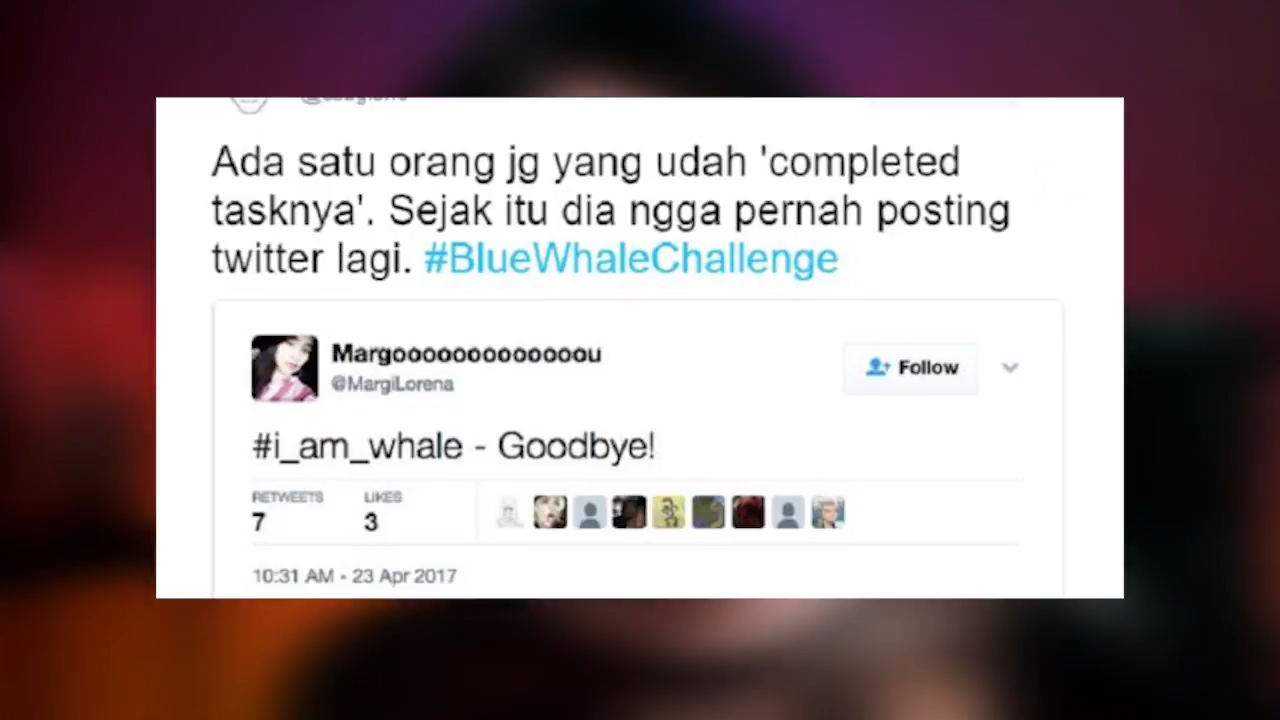 Ada satu orang jg yang udah 'completed
tasknya'. Sejak itu dia ngga pernah posting
twitter lagi. #BlueWhaleChallenge
Margoooooooooooooou
@MargiLorena
Follow
#i_am_whale - Goodbye!
RETWEETS LIKES
7 3
10:31 AM - 23 Apr 2017